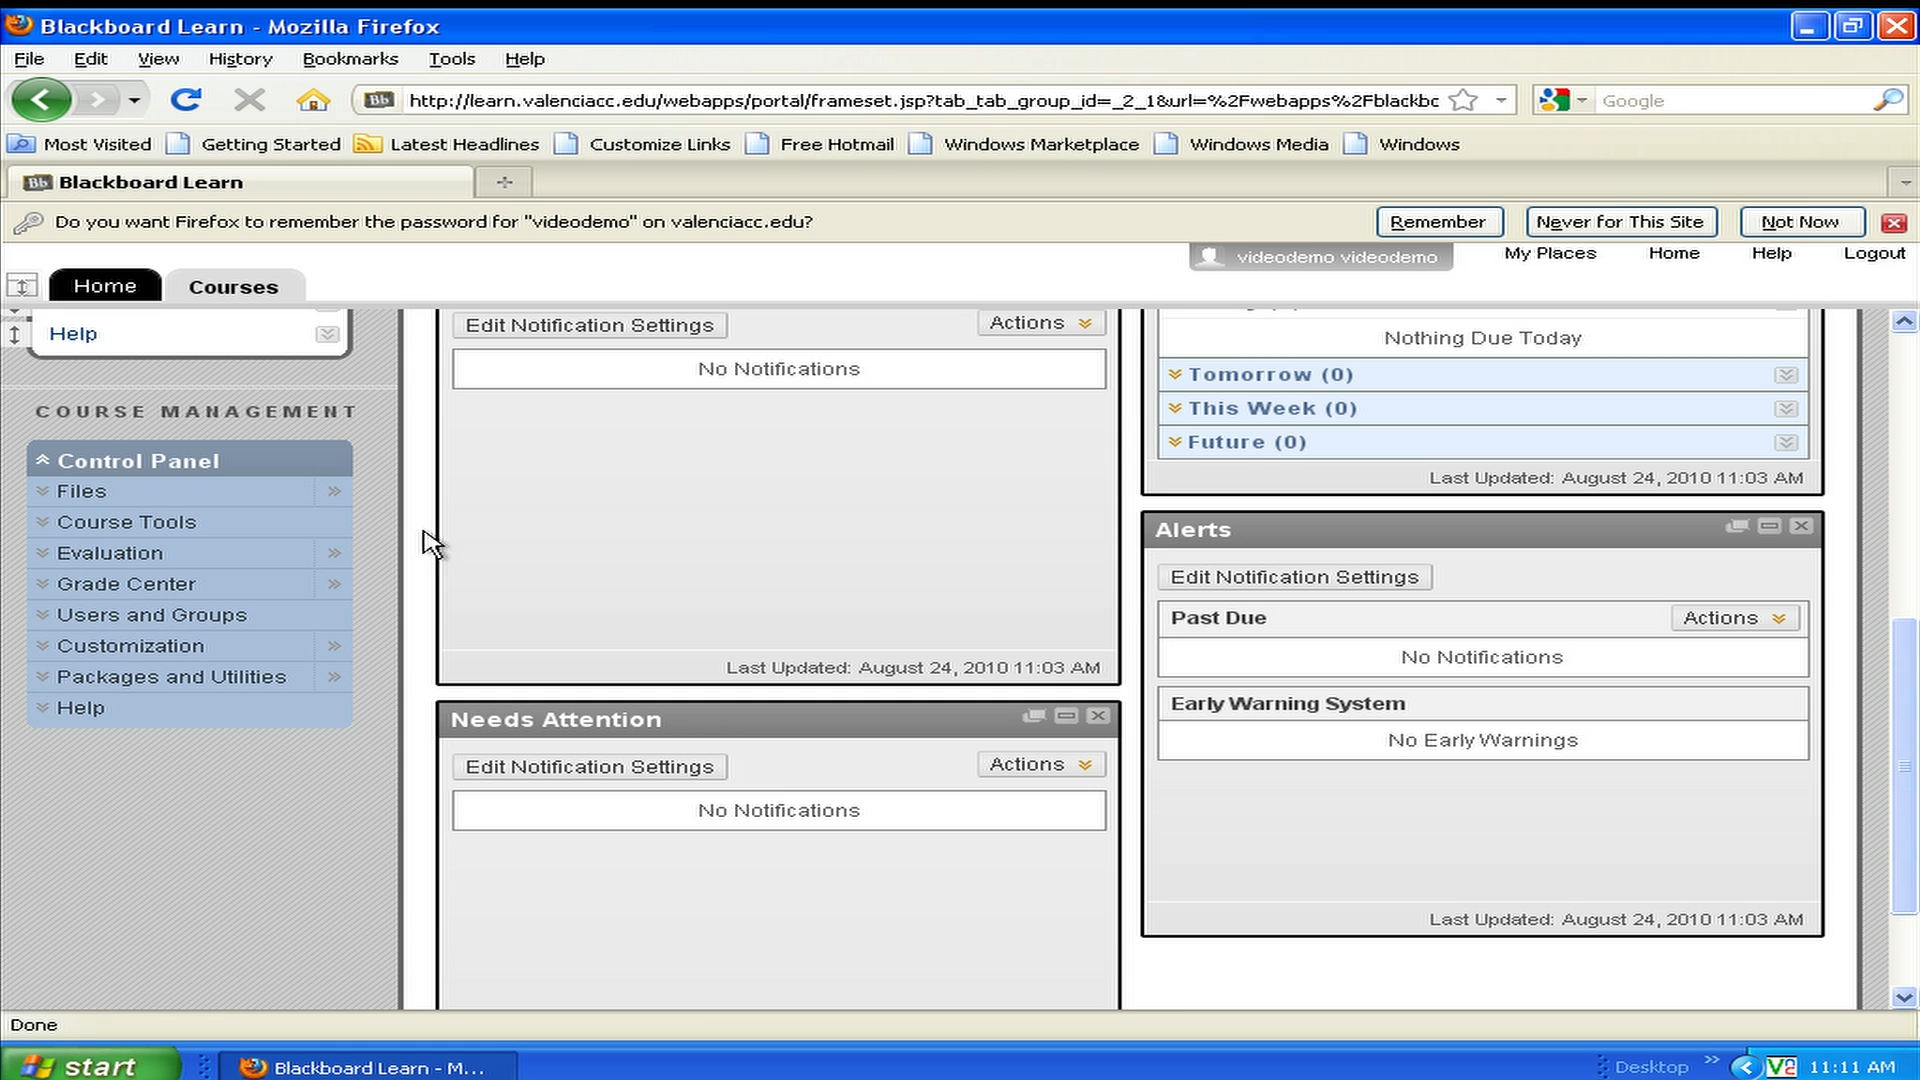 Blackboard Learn - Mozilla Firefox
File Edit View History Bookmarks Tools Help
Bb http://learn.valenciacc.edu/webapps/portal/frameset.jsp?tab_tab_group_id=_2_1&url=%2Fwebapps%2Fblackbc Google
Most Visited Getting Started Latest Headlines Customize Links Free Hotmail Windows Marketplace Windows Media Windows
Bb Blackboard Learn
Do you want Firefox to remember the password for "videodemo" on valenciacc.edu? Remember Never for This Site Not Now
videodemo videodemo My Places Home Help Logout
Home Courses
Help
COURSE MANAGEMENT
Control Panel
Files
Course Tools
Evaluation
Grade Center
Users and Groups
Customization
Packages and Utilities
Help
Edit Notification Settings Actions
No Notifications
Last Updated: August 24, 2010 11:03 AM
Needs Attention
Edit Notification Settings Actions
No Notifications
Nothing Due Today
Tomorrow (0)
This Week (0)
Future (0)
Last Updated: August 24, 2010 11:03 AM
Alerts
Edit Notification Settings
Past Due Actions
No Notifications
Early Warning System
No Early Warnings
Last Updated: August 24, 2010 11:03 AM
Done
start Blackboard Learn - M... Desktop 11:11 AM